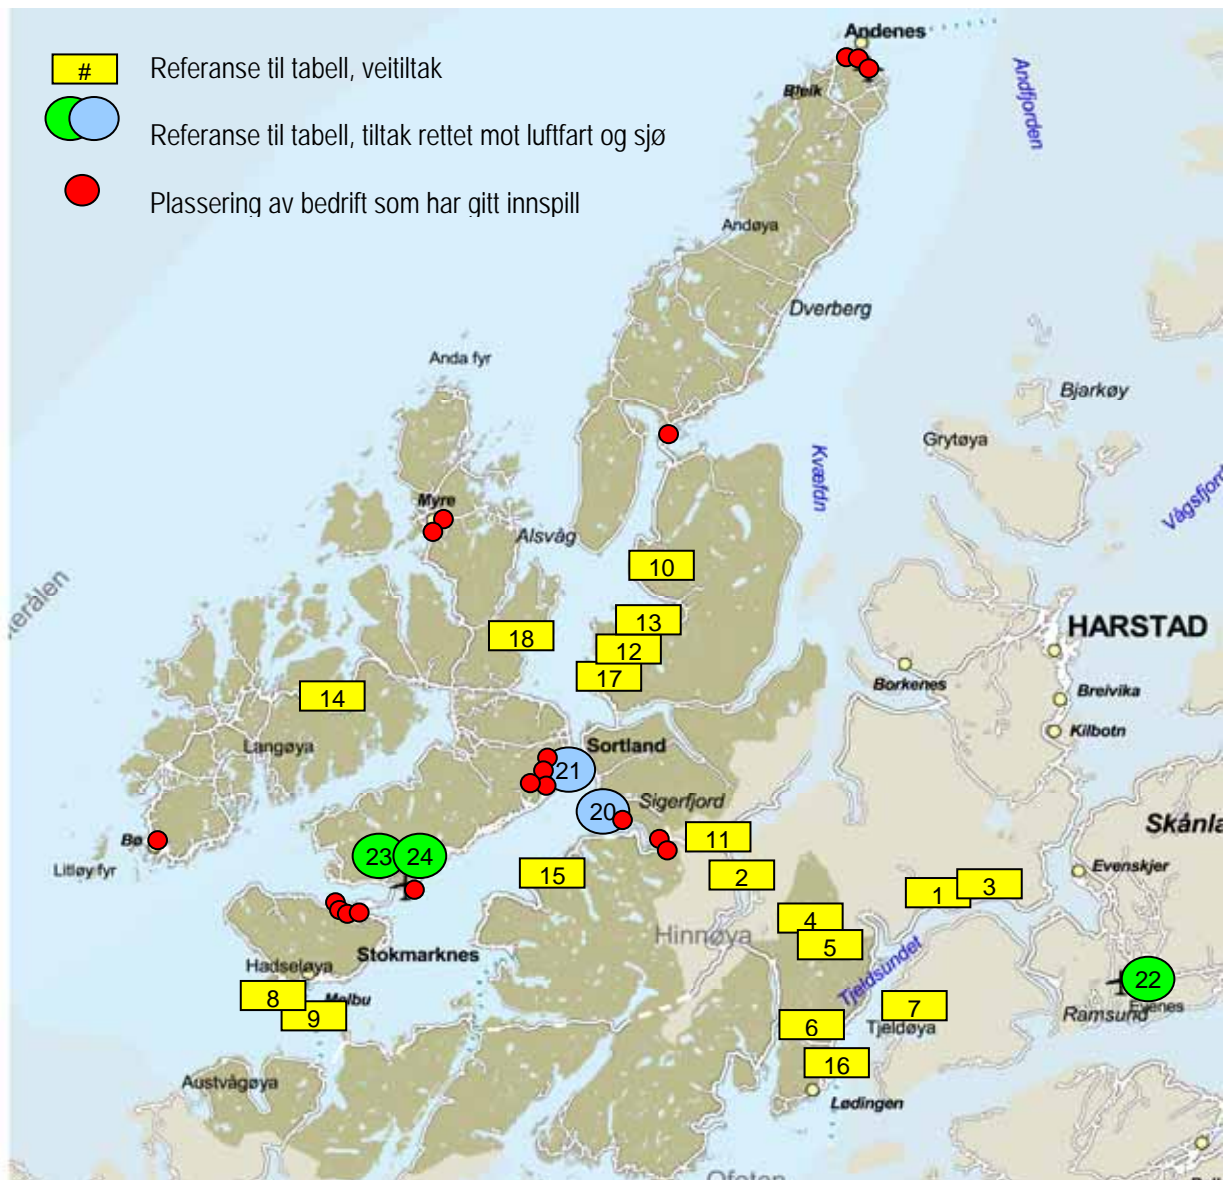 Andenes
# Referanse til tabell, veitiltak
Bleik
Andfjorden
Referanse til tabell, tiltak rettet mot luftfart og sjø
Plassering av bedrift som har gitt innspill
Andøya
Dverberg
Anda fyr
Bjarkøy
Grytøya
Kvæfdn
Vågsfjord
Myre
Alsvåg
10
terålen
13
HARSTAD
18
12
17
Borkenes
14
Breivika
Kilbotn
Langøya
Sortland
21
20
Sigerfjord
Skånla
Bø
11
23
24
Litløy fyr
15
2
Evenskjer
1
3
4
Hinnøya
5
Stokmarknes
Tjeldsundet
Hadseløya
22
8
Melbu
7
Evenes
9
Ramsund
6
Tjeldøya
16
Austvågøya
Lødingen
Ofoten